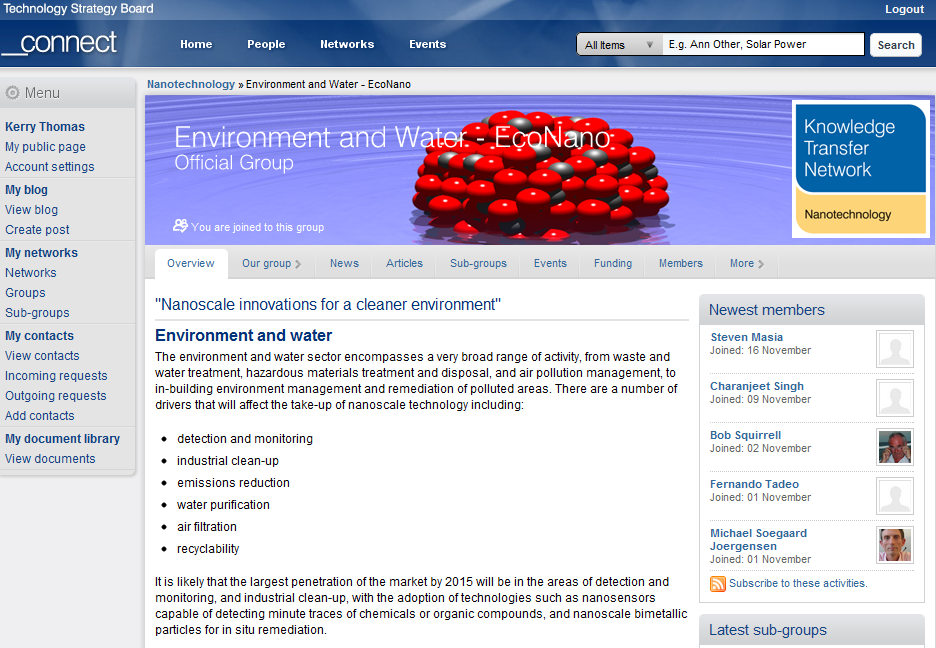 Technology Strategy Board
Logout
_connect
Home People Networks Events
All Items ▼ E.g. Ann Other, Solar Power Search
Menu
Kerry Thomas
My public page
Account settings
My blog
View blog
Create post
My networks
Networks
Groups
Sub-groups
My contacts
View contacts
Incoming requests
Outgoing requests
Add contacts
My document library
View documents
Nanotechnology » Environment and Water - EcoNano
Environment and Water - EcoNano
Official Group
You are joined to this group
Knowledge
Transfer
Network
Nanotechnology
Overview Our group News Articles Sub-groups Events Funding Members More
"Nanoscale innovations for a cleaner environment"
Environment and water
The environment and water sector encompasses a very broad range of activity, from waste and
water treatment, hazardous materials treatment and disposal, and air pollution management, to
in-building environment management and remediation of polluted areas. There are a number of
drivers that will affect the take-up of nanoscale technology including:
• detection and monitoring
• industrial clean-up
• emissions reduction
• water purification
• air filtration
• recyclability
It is likely that the largest penetration of the market by 2015 will be in the areas of detection and
monitoring, and industrial clean-up, with the adoption of technologies such as nanosensors
capable of detecting minute traces of chemicals or organic compounds, and nanoscale bimetallic
particles for in situ remediation.
Newest members
Steven Masia
Joined: 16 November
Charanjeet Singh
Joined: 09 November
Bob Squirrell
Joined: 02 November
Fernando Tadeo
Joined: 01 November
Michael Soegaard
Joergensen
Joined: 01 November
Subscribe to these activities.
Latest sub-groups